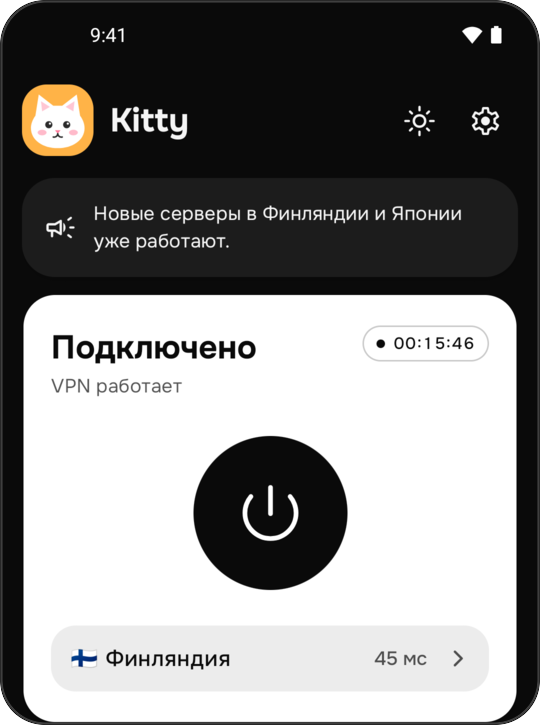 9:41
Kitty
Новые серверы в Финляндии и Японии
уже работают.
Подключено
00:15:46
VPN работает
Финляндия
45 мс